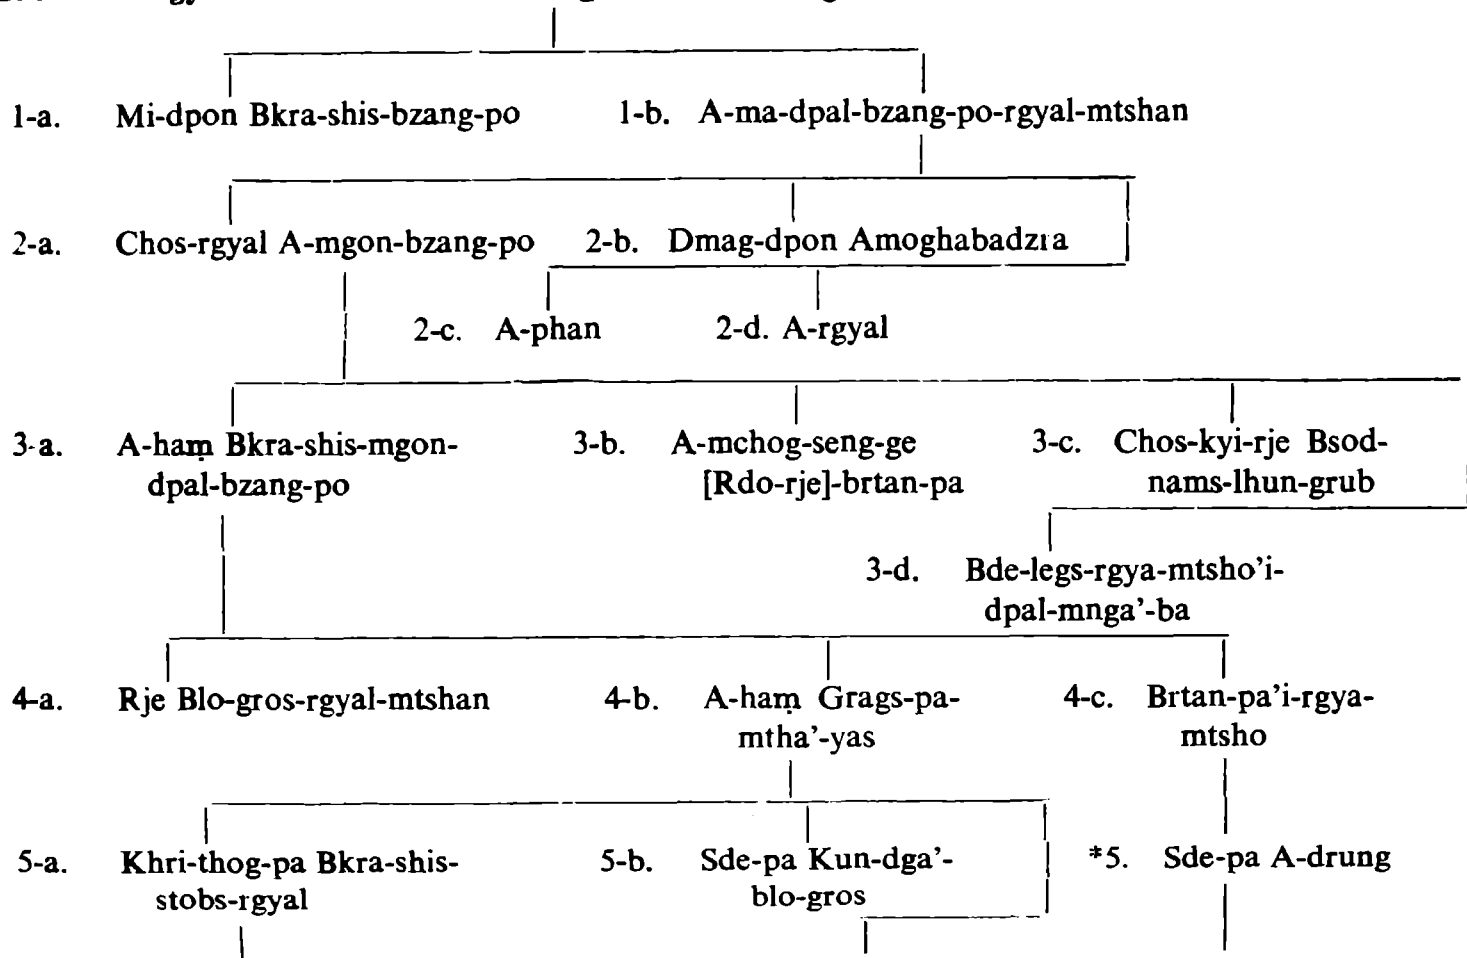 1-a. Mi-dpon Bkra-shis-bzang-po 1-b. A-ma-dpal-bzang-po-rgyal-mtshan
2-a. Chos-rgyal A-mgon-bzang-po 2-b. Dmag-dpon Amoghabadzra
2-c. A-phan 2-d. A-rgyal
3-a. A-haṃ Bkra-shis-mgon- 3-b. A-mchog-seng-ge 3-c. Chos-kyi-rje Bsod-
dpal-bzang-po [Rdo-rje]-brtan-pa nams-lhun-grub
3-d. Bde-legs-rgya-mtsho'i-
dpal-mnga'-ba
4-a. Rje Blo-gros-rgyal-mtshan 4-b. A-haṃ Grags-pa- 4-c. Brtan-pa'i-rgya-
mtha'-yas mtsho
5-a. Khri-thog-pa Bkra-shis- 5-b. Sde-pa Kun-dga'- *5. Sde-pa A-drung
stobs-rgyal blo-gros